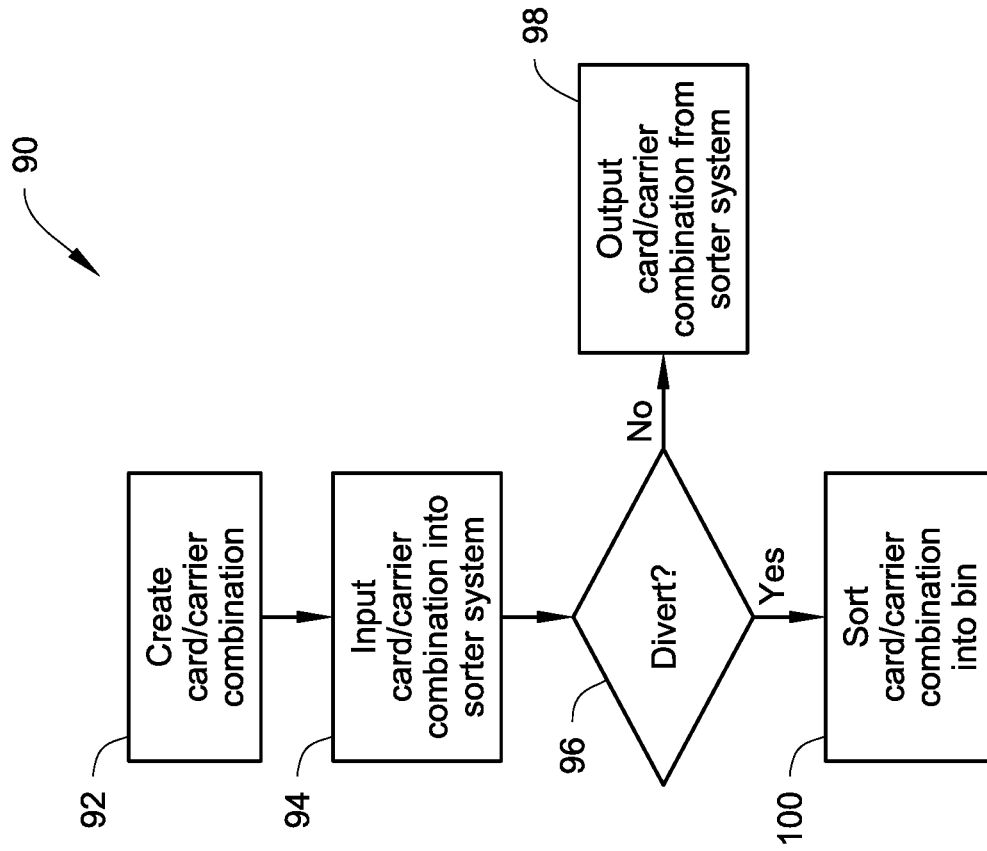 90
92
Create
card/carrier
combination
94
Input
card/carrier
combination into
sorter system
96
Divert?
No
98
Output
card/carrier
combination from
sorter system
Yes
100
Sort
card/carrier
combination
into bin